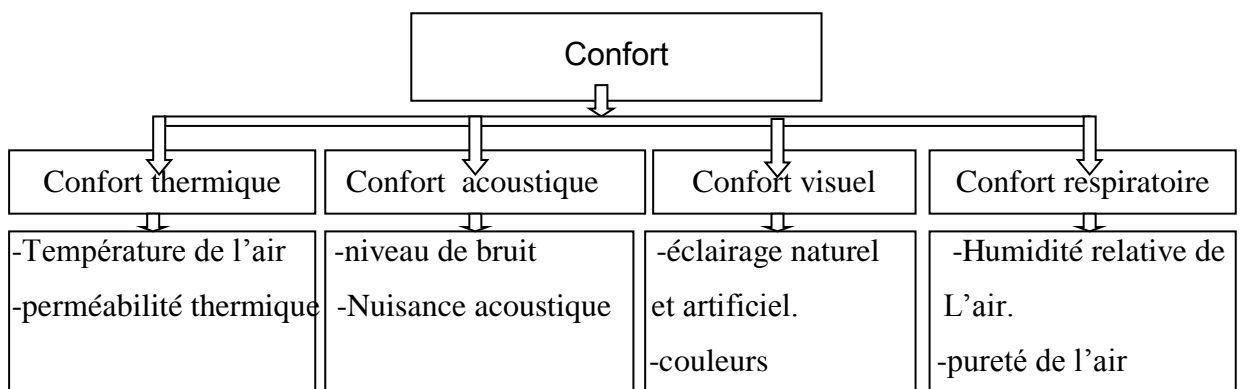 Confort
Confort thermique
Confort acoustique
Confort visuel
Confort respiratoire
-Température de l’air
-perméabilité thermique
-niveau de bruit
-Nuisance acoustique
-éclairage naturel
et artificiel.
-couleurs
-Humidité relative de
L’air.
-pureté de l’air